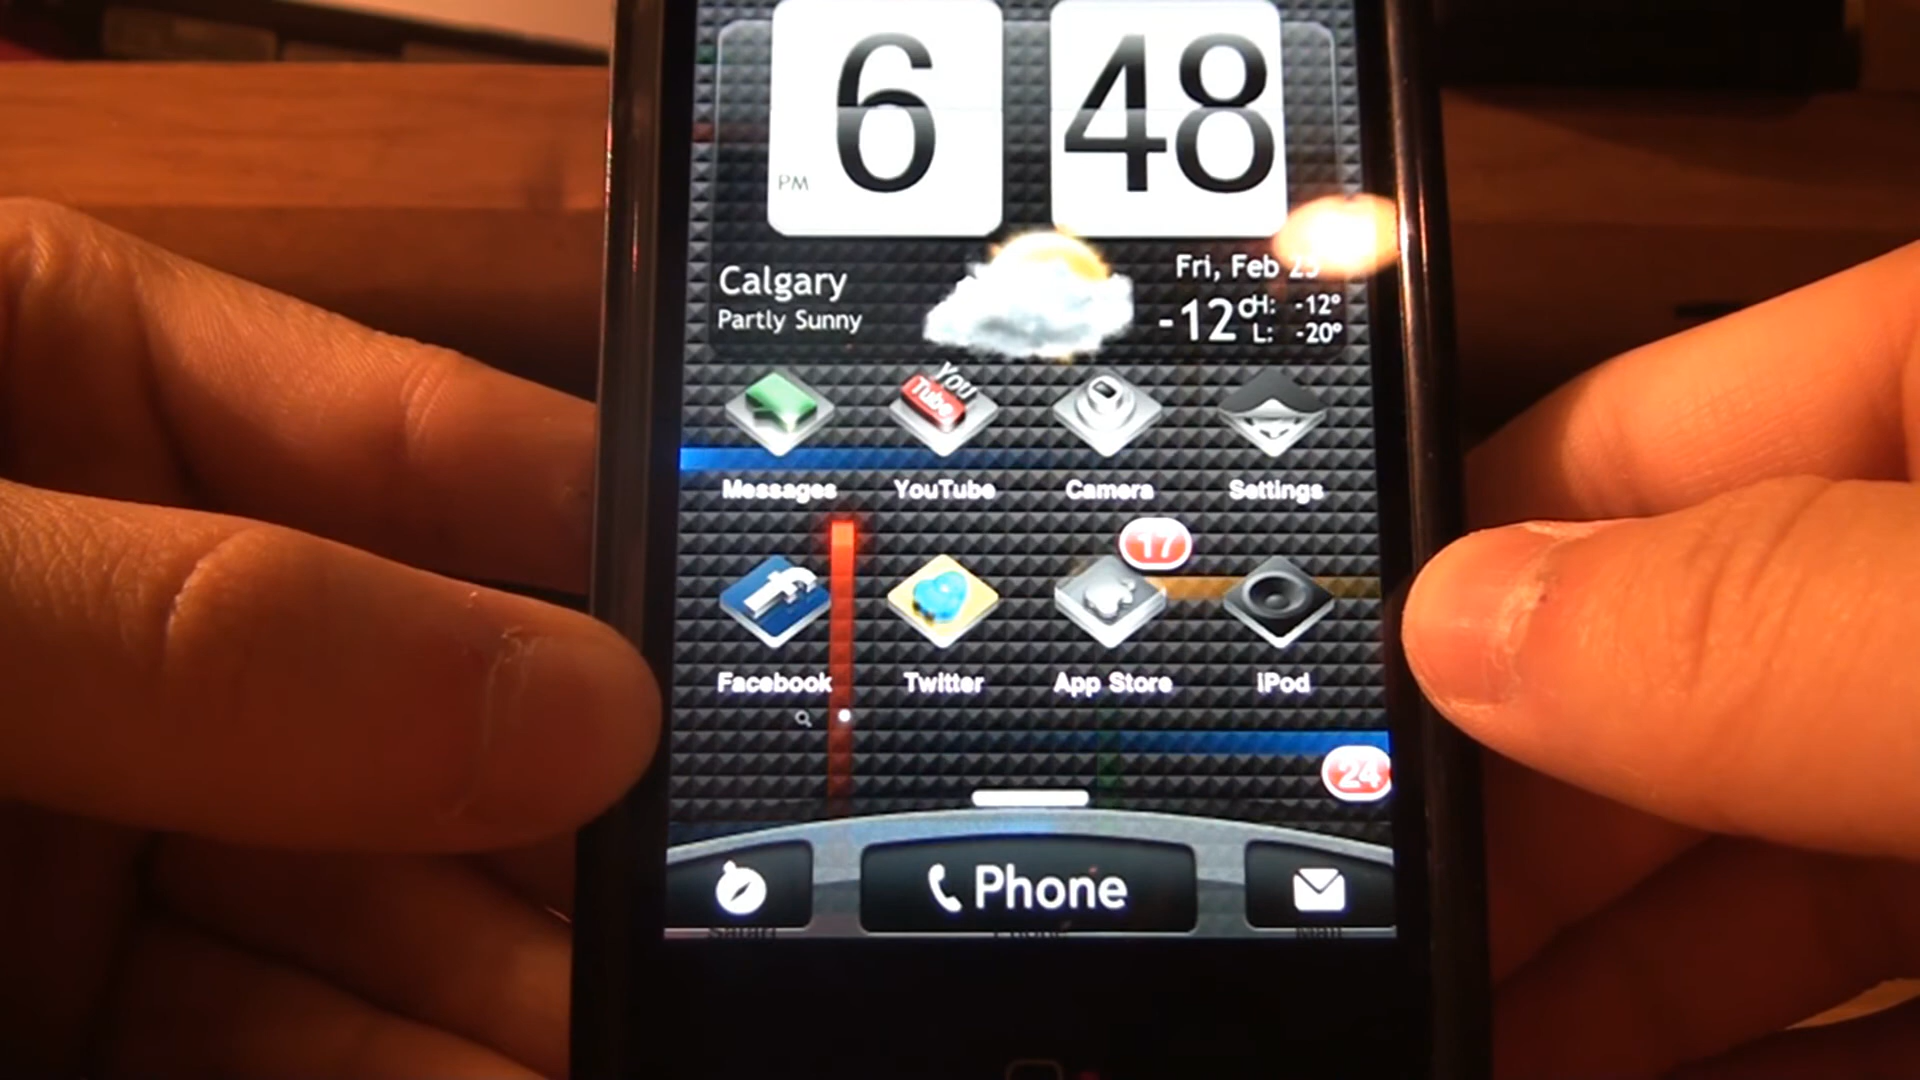 6 48
PM
Calgary
Partly Sunny
Fri, Feb 25
-12° H: -12°
L: -20°
You
Tube
Messages YouTube Camera Settings
17
Facebook Twitter App Store iPod
24
Phone